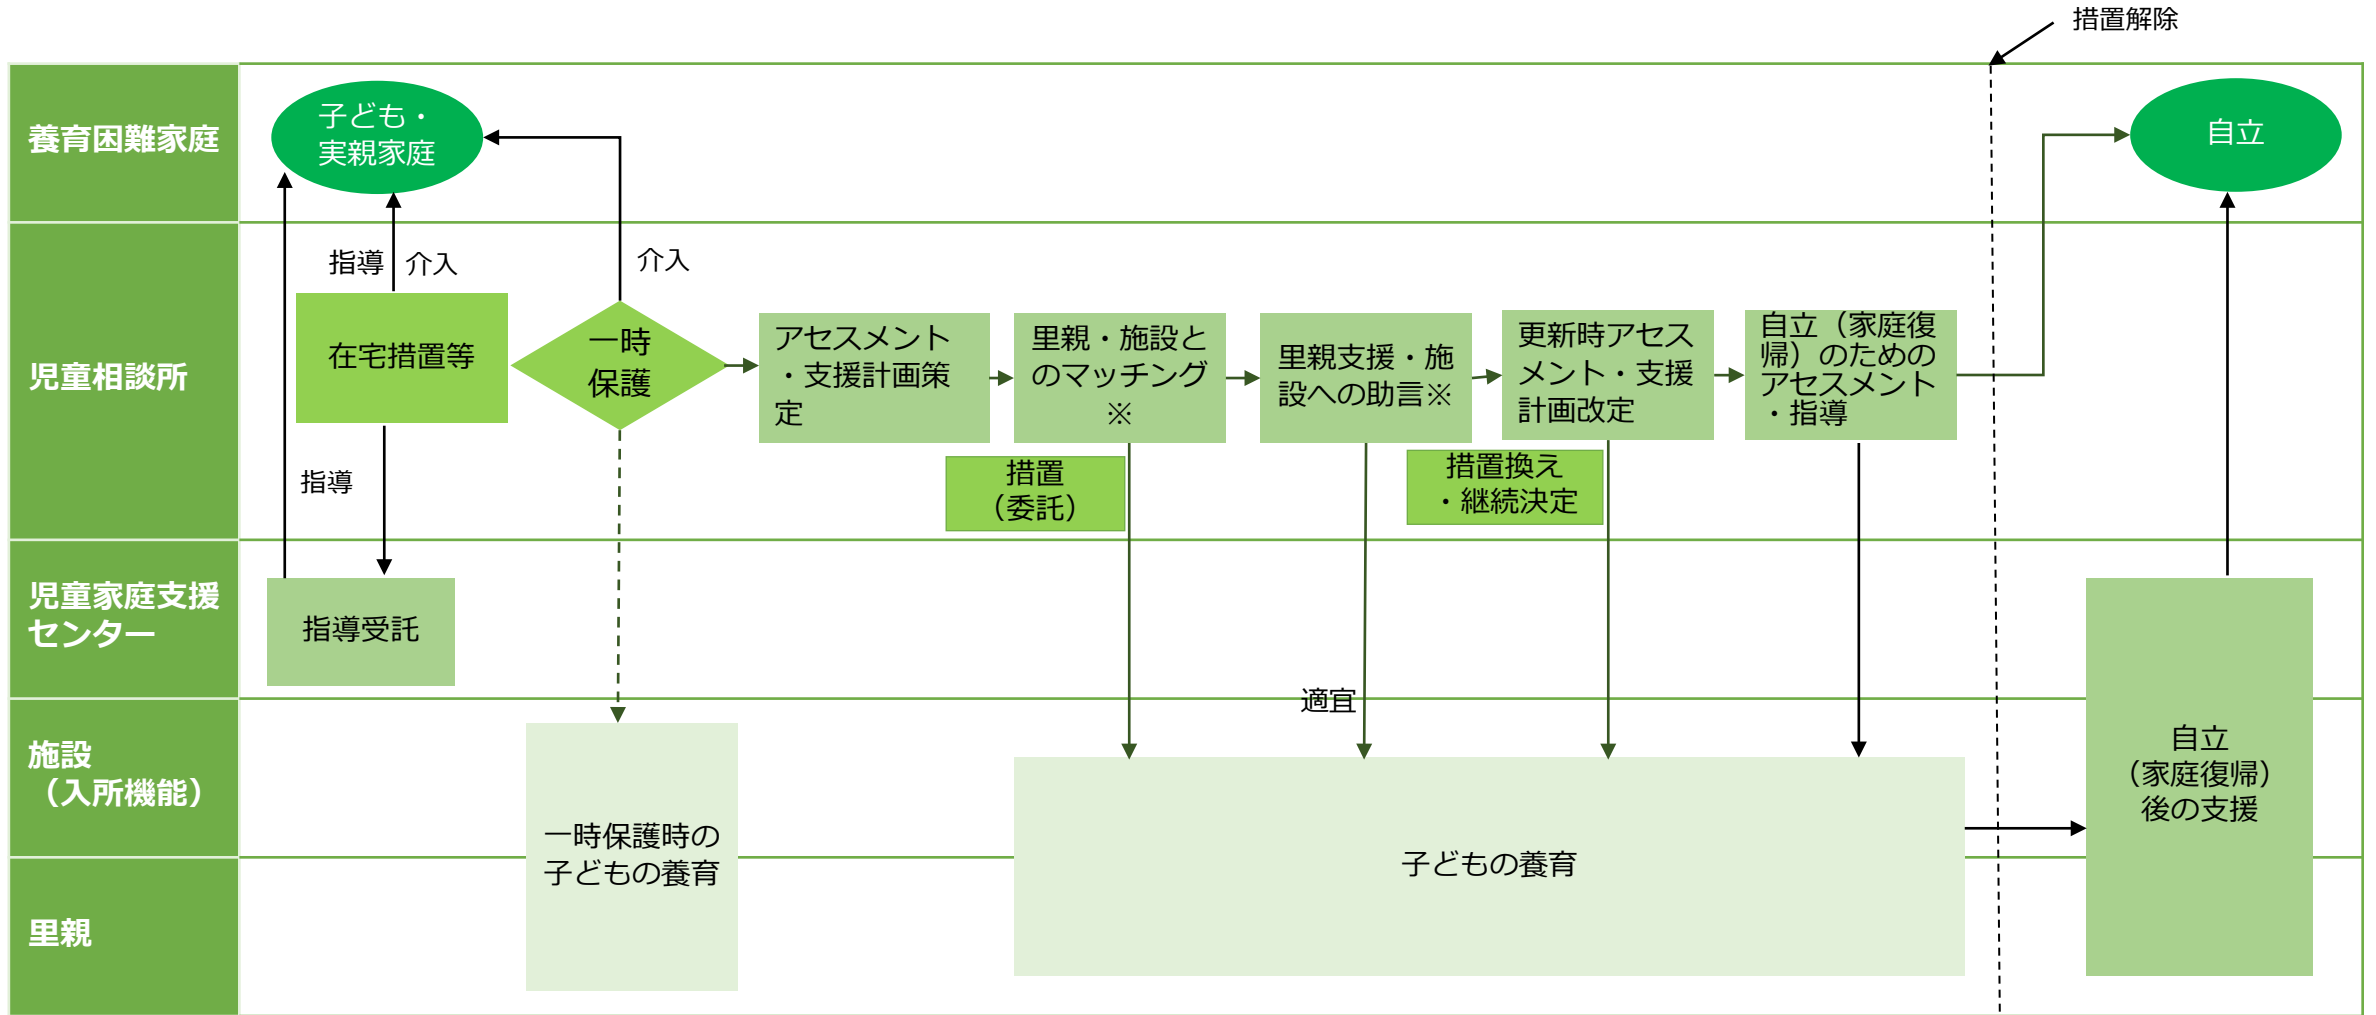 措置解除
養育困難家庭
子ども・
実親家庭
自立
児童相談所
指導
介入
介入
在宅措置等
一時
保護
アセスメント
・支援計画策
定
里親・施設と
のマッチング
※
里親支援・施
設への助言※
更新時アセス
メント・支援
計画改定
自立（家庭復
帰）のための
アセスメント
・指導
措置
（委託）
措置換え
・継続決定
指導
児童家庭支援
センター
指導受託
適宜
施設
（入所機能）
里親
一時保護時の
子どもの養育
子どもの養育
自立
（家庭復帰）
後の支援